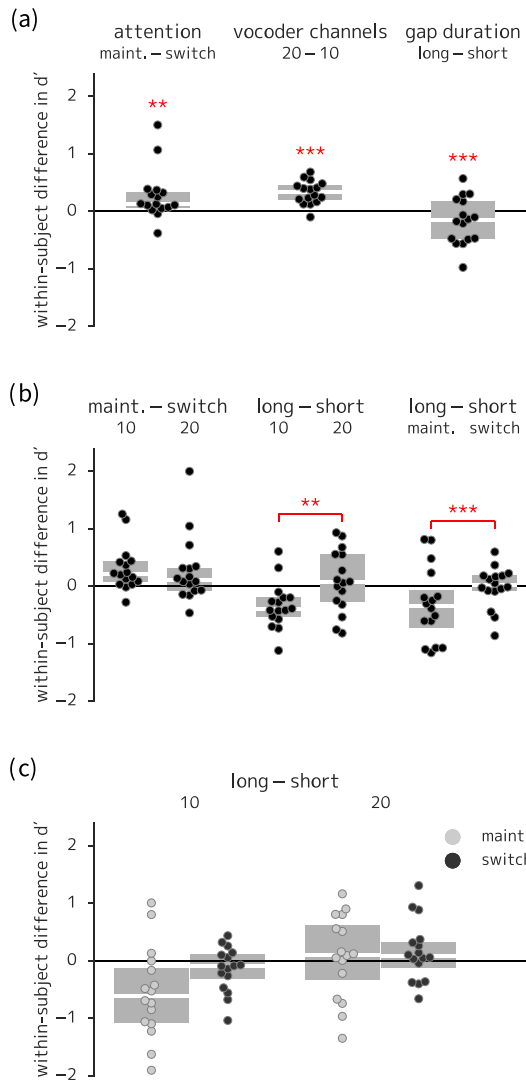 (a)
attention vocoder channels gap duration
maint. – switch 20 – 10 long – short
** *** ***
within-subject difference in d′
2
1
0
−1
−2
(b)
maint. – switch long – short long – short
10 20 10 20 maint. switch
** ***
within-subject difference in d′
2
1
0
−1
−2
(c)
long – short
10 20
within-subject difference in d′
2
1
0
−1
−2
maint
switch